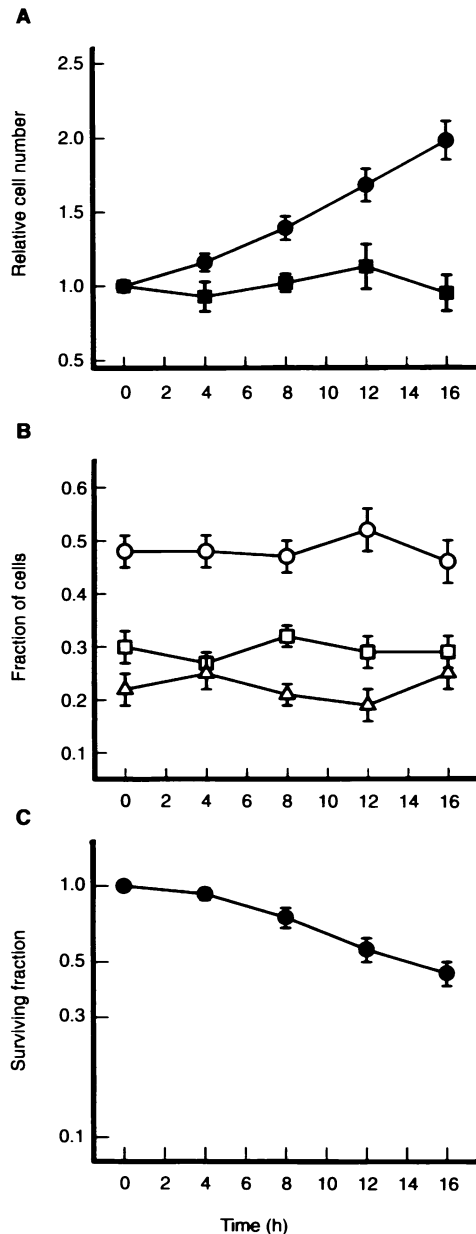 A
Relative cell number
2.5
2.0
1.5
1.0
0.5
0 2 4 6 8 10 12 14 16
B
Fraction of cells
0.6
0.5
0.4
0.3
0.2
0.1
0 2 4 6 8 10 12 14 16
C
Surviving fraction
1.0
0.5
0.3
0.1
0 2 4 6 8 10 12 14 16
Time (h)